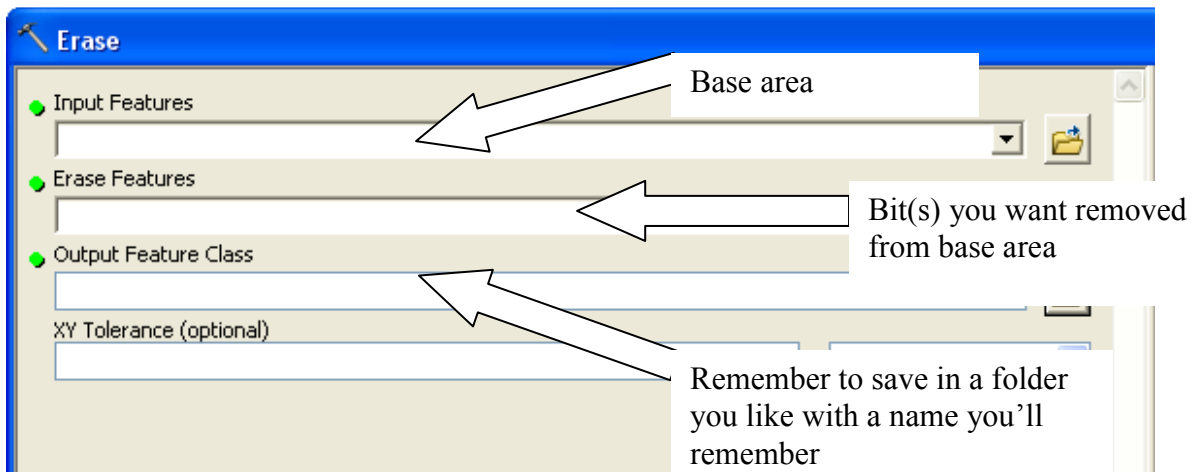 Erase
Base area
Input Features
Erase Features
Bit(s) you want removed
from base area
Output Feature Class
XY Tolerance (optional)
Remember to save in a folder
you like with a name you’ll
remember